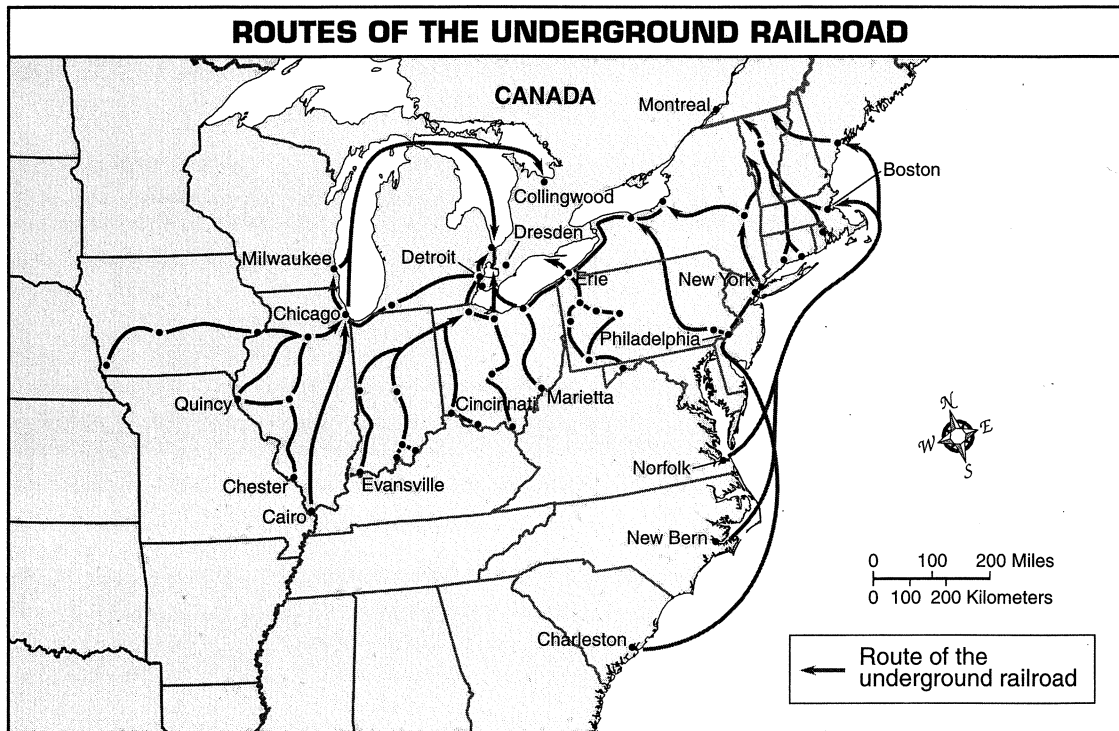 ROUTES OF THE UNDERGROUND RAILROAD
CANADA
Montreal
Boston
Collingwood
Dresden
Detroit
Milwaukee
Erie
New York
Chicago
Philadelphia
Quincy
Cincinnati
Marietta
Norfolk
Chester
Evansville
Cairo
New Bern
Charleston
N
W
E
S
0 100 200 Miles
0 100 200 Kilometers
Route of the
underground railroad